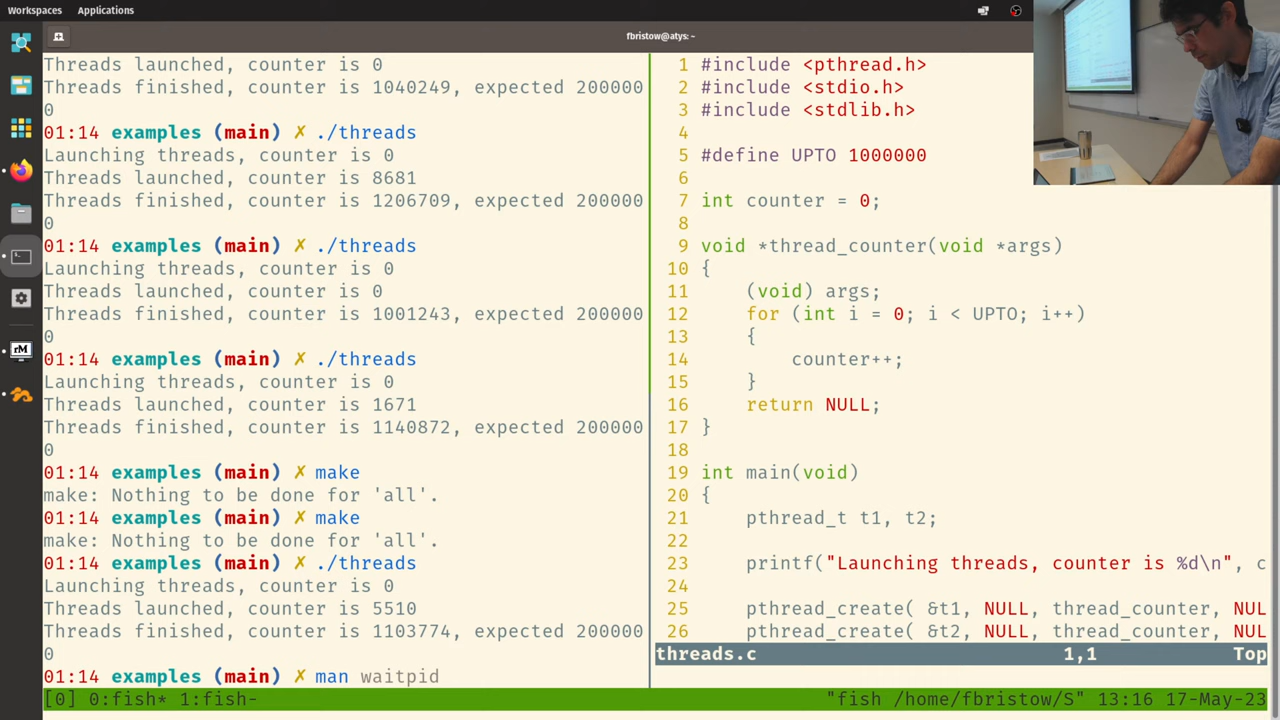 Workspaces Applications
fbristow@atys: ~
Threads launched, counter is 0
Threads finished, counter is 1040249, expected 200000
0
01:14 examples (main) ✗ ./threads
Launching threads, counter is 0
Threads launched, counter is 8681
Threads finished, counter is 1206709, expected 200000
0
01:14 examples (main) ✗ ./threads
Launching threads, counter is 0
Threads launched, counter is 0
Threads finished, counter is 1001243, expected 200000
0
01:14 examples (main) ✗ ./threads
Launching threads, counter is 0
Threads launched, counter is 1671
Threads finished, counter is 1140872, expected 200000
0
01:14 examples (main) ✗ make
make: Nothing to be done for 'all'.
01:14 examples (main) ✗ make
make: Nothing to be done for 'all'.
01:14 examples (main) ✗ ./threads
Launching threads, counter is 0
Threads launched, counter is 5510
Threads finished, counter is 1103774, expected 200000
0
01:14 examples (main) ✗ man waitpid
1 #include <pthread.h>
2 #include <stdio.h>
3 #include <stdlib.h>
4
5 #define UPTO 1000000
6
7 int counter = 0;
8
9 void *thread_counter(void *args)
10 {
11     (void) args;
12     for (int i = 0; i < UPTO; i++)
13     {
14         counter++;
15     }
16     return NULL;
17 }
18
19 int main(void)
20 {
21     pthread_t t1, t2;
22
23     printf("Launching threads, counter is %d\n", c
24
25     pthread_create( &t1, NULL, thread_counter, NUL
26     pthread_create( &t2, NULL, thread_counter, NUL
threads.c 1,1 Top
[0] 0:fish* 1:fish- "fish /home/fbristow/S" 13:16 17-May-23
rM